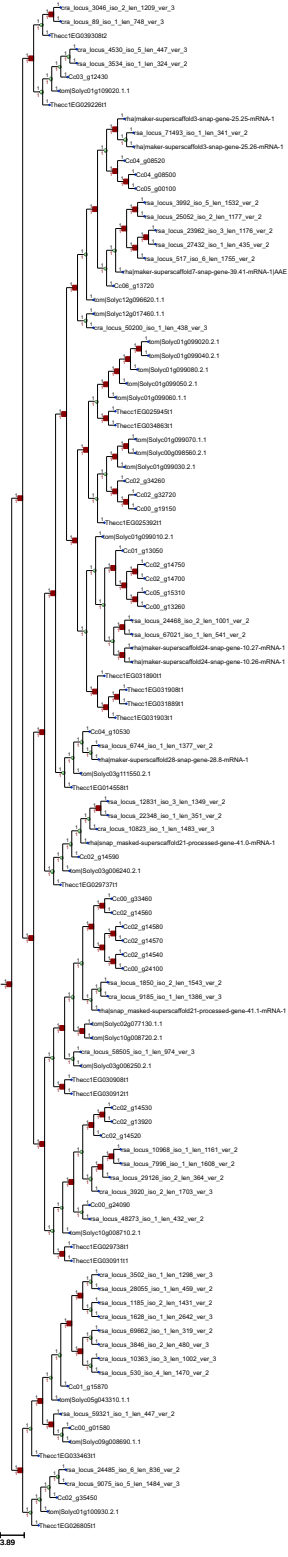 cra_locus_3046_iso_2_len_1209_ver_3
cra_locus_89_iso_1_len_748_ver_3
Thecc1EG039308t2
cra_locus_4530_iso_5_len_447_ver_3
rsa_locus_3534_iso_1_len_324_ver_2
Cc03_g12430
tom|Solyc01g109020.1.1
Thecc1EG029226t1
rha|maker-superscaffold3-snap-gene-25.25-mRNA-1
rsa_locus_71493_iso_1_len_341_ver_2
rha|maker-superscaffold3-snap-gene-25.26-mRNA-1
Cc04_g08520
Cc04_g08500
Cc05_g00100
rsa_locus_3992_iso_5_len_1532_ver_2
rsa_locus_25052_iso_2_len_1177_ver_2
rsa_locus_23962_iso_3_len_1176_ver_2
rsa_locus_27432_iso_1_len_435_ver_2
rsa_locus_517_iso_6_len_1755_ver_2
rha|maker-superscaffold7-snap-gene-39.41-mRNA-1|AAE
Cc06_g13720
tom|Solyc12g096620.1.1
tom|Solyc12g017460.1.1
cra_locus_50200_iso_1_len_438_ver_3
tom|Solyc01g099020.2.1
tom|Solyc01g099040.2.1
tom|Solyc01g099080.2.1
tom|Solyc01g099050.2.1
tom|Solyc01g099060.1.1
Thecc1EG025945t1
Thecc1EG034863t1
tom|Solyc01g099070.1.1
tom|Solyc00g098560.2.1
tom|Solyc01g099030.2.1
Cc02_g34260
Cc02_g32720
Cc00_g19150
Thecc1EG025392t1
tom|Solyc01g099010.2.1
Cc01_g13050
Cc02_g14750
Cc02_g14700
Cc05_g15310
Cc00_g13260
rsa_locus_24468_iso_2_len_1001_ver_2
rsa_locus_67021_iso_1_len_541_ver_2
rha|maker-superscaffold24-snap-gene-10.27-mRNA-1
rha|maker-superscaffold24-snap-gene-10.26-mRNA-1
Thecc1EG031890t1
Thecc1EG031908t1
Thecc1EG031889t1
Thecc1EG031903t1
Cc04_g10530
rsa_locus_6744_iso_1_len_1377_ver_2
rha|maker-superscaffold28-snap-gene-28.8-mRNA-1
tom|Solyc03g111550.2.1
Thecc1EG014558t1
rsa_locus_12831_iso_3_len_1349_ver_2
rsa_locus_22348_iso_1_len_351_ver_2
cra_locus_10823_iso_1_len_1483_ver_3
rha|snap_masked-superscaffold21-processed-gene-41.0-mRNA-1
Cc02_g14590
tom|Solyc03g006240.2.1
Thecc1EG029737t1
Cc00_g33460
Cc02_g14560
Cc02_g14580
Cc02_g14570
Cc02_g14540
Cc00_g24100
rsa_locus_1850_iso_2_len_1543_ver_2
cra_locus_9185_iso_1_len_1386_ver_3
rha|snap_masked-superscaffold21-processed-gene-41.1-mRNA-1
tom|Solyc02g077130.1.1
tom|Solyc10g008720.2.1
cra_locus_58505_iso_1_len_974_ver_3
tom|Solyc03g006250.2.1
Thecc1EG030908t1
Thecc1EG030912t1
Cc02_g14530
Cc02_g13920
Cc02_g14520
rsa_locus_10968_iso_1_len_1161_ver_2
rsa_locus_7996_iso_1_len_1608_ver_2
rsa_locus_29126_iso_2_len_364_ver_2
cra_locus_3920_iso_2_len_1703_ver_3
Cc00_g24090
rsa_locus_48273_iso_1_len_432_ver_2
tom|Solyc10g008710.2.1
Thecc1EG029738t1
Thecc1EG030911t1
cra_locus_3502_iso_1_len_1298_ver_3
rsa_locus_28055_iso_1_len_459_ver_2
rsa_locus_1185_iso_2_len_1431_ver_2
cra_locus_1628_iso_1_len_2642_ver_3
rsa_locus_69662_iso_1_len_319_ver_2
cra_locus_3846_iso_2_len_480_ver_3
cra_locus_10363_iso_3_len_1002_ver_3
rsa_locus_530_iso_4_len_1470_ver_2
Cc01_g15870
tom|Solyc05g043310.1.1
rsa_locus_59321_iso_1_len_447_ver_2
Cc00_g01580
tom|Solyc09g008690.1.1
Thecc1EG033463t1
rsa_locus_24485_iso_6_len_836_ver_2
cra_locus_9075_iso_5_len_1484_ver_3
Cc02_g35450
tom|Solyc01g100930.2.1
Thecc1EG026805t1
3.89